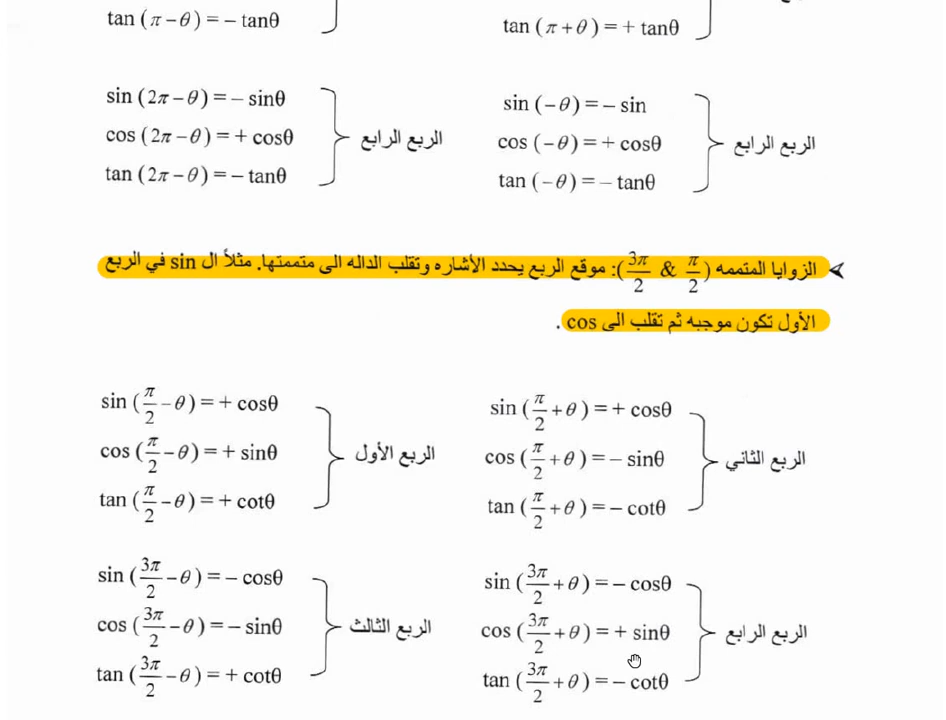 tan (π − θ) = − tanθ
tan (π + θ) = + tanθ
sin (2π − θ) = − sinθ
cos (2π − θ) = + cosθ
tan (2π − θ) = − tanθ
الربع الرابع
sin (−θ) = − sin
cos (−θ) = + cosθ
tan (−θ) = − tanθ
الربع الرابع
الزوايا المتممه (π/2 & 3π/2): موقع الربع يحدد الأشاره وتقلب الداله الى متممتها. مثلاً ال sin في الربع
الأول تكون موجبه ثم تقلب الى cos .
sin (π/2 − θ) = + cosθ
cos (π/2 − θ) = + sinθ
tan (π/2 − θ) = + cotθ
الربع الأول
sin (π/2 + θ) = + cosθ
cos (π/2 + θ) = − sinθ
tan (π/2 + θ) = − cotθ
الربع الثاني
sin (3π/2 − θ) = − cosθ
cos (3π/2 − θ) = − sinθ
tan (3π/2 − θ) = + cotθ
الربع الثالث
sin (3π/2 + θ) = − cosθ
cos (3π/2 + θ) = + sinθ
tan (3π/2 + θ) = − cotθ
الربع الرابع